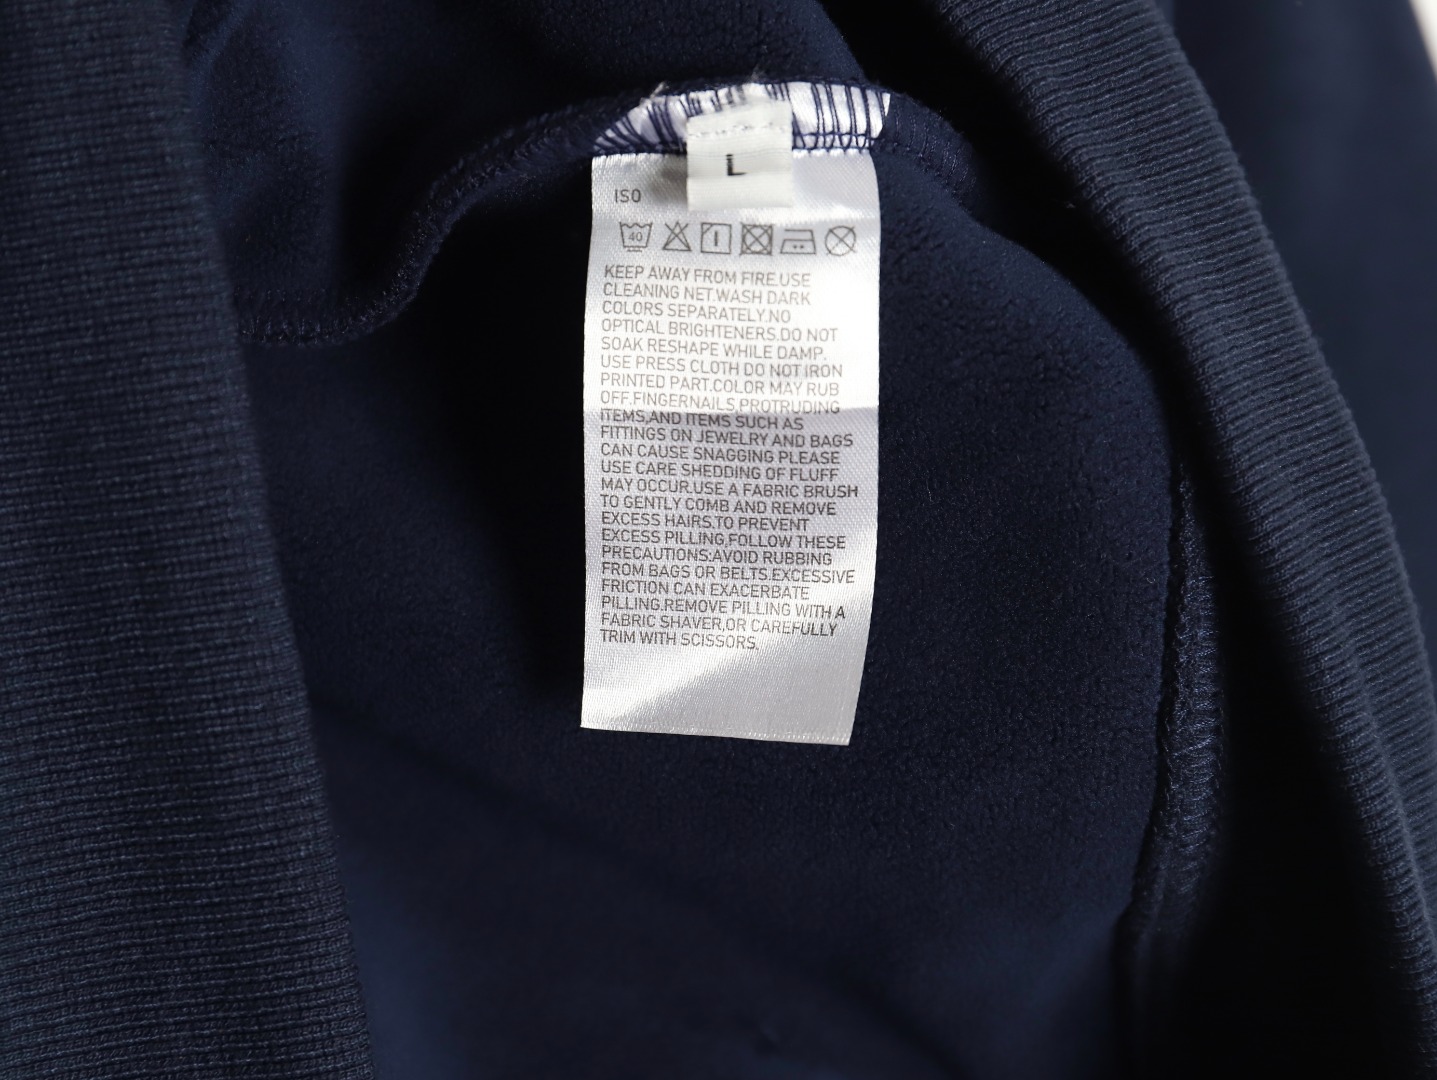 L
ISO
40
KEEP AWAY FROM FIRE.USE
CLEANING NET.WASH DARK
COLORS SEPARATELY.NO
OPTICAL BRIGHTENERS.DO NOT
SOAK RESHAPE WHILE DAMP.
USE PRESS CLOTH DO NOT IRON
PRINTED PART.COLOR MAY RUB
OFF.FINGERNAILS PROTRUDING
ITEMS,AND ITEMS SUCH AS
FITTINGS ON JEWELRY AND BAGS
CAN CAUSE SNAGGING PLEASE
USE CARE SHEDDING OF FLUFF
MAY OCCUR.USE A FABRIC BRUSH
TO GENTLY COMB AND REMOVE
EXCESS HAIRS.TO PREVENT
EXCESS PILLING,FOLLOW THESE
PRECAUTIONS:AVOID RUBBING
FROM BAGS OR BELTS.EXCESSIVE
FRICTION CAN EXACERBATE
PILLING.REMOVE PILLING WITH A
FABRIC SHAVER,OR CAREFULLY
TRIM WITH SCISSORS.